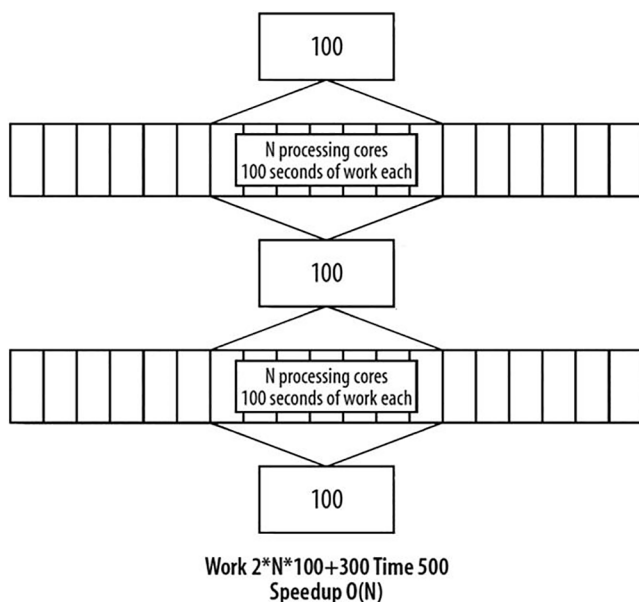 100
N processing cores
100 seconds of work each
100
N processing cores
100 seconds of work each
100
Work 2*N*100+300 Time 500
Speedup O(N)